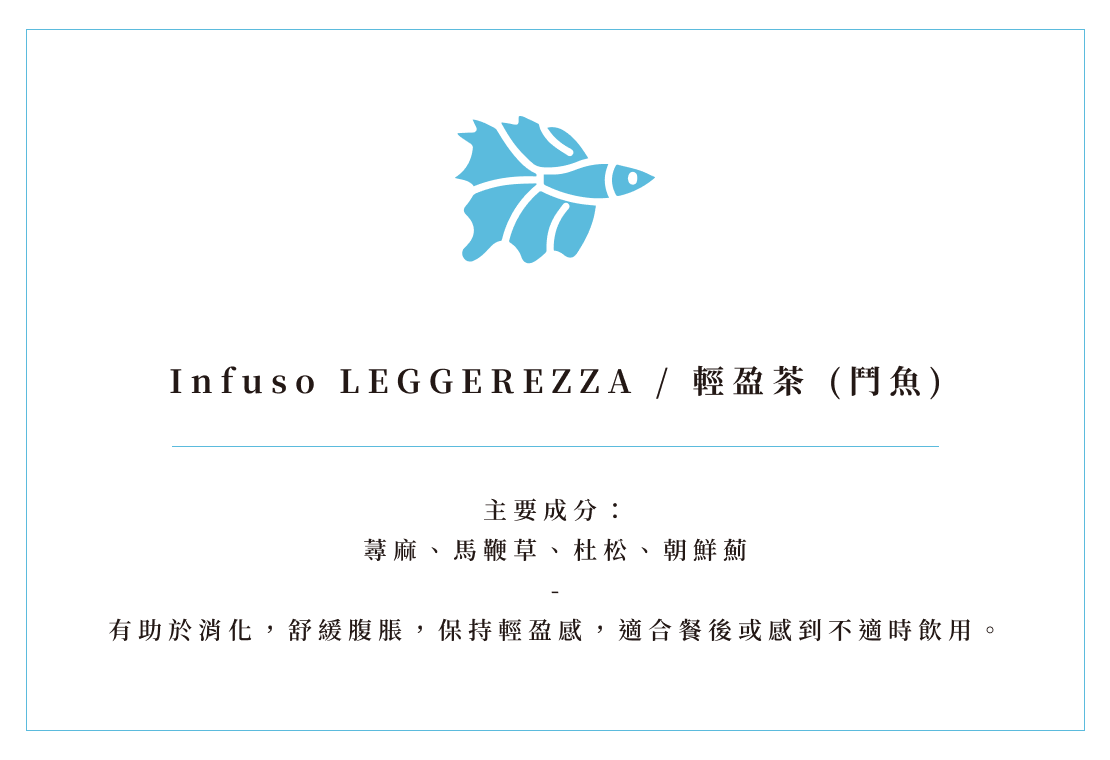 Infuso LEGGEREZZA / 輕盈茶 (鬥魚)
主要成分：
蕁麻、馬鞭草、杜松、朝鮮薊
-
有助於消化，舒緩腹脹，保持輕盈感，適合餐後或感到不適時飲用。